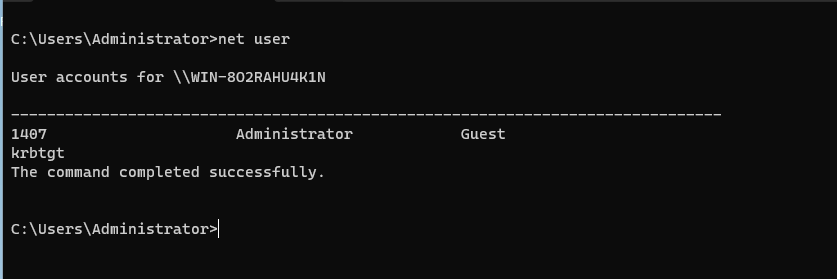 C:\Users\Administrator>net user
User accounts for \\WIN-8O2RAHU4K1N
-------------------------------------------------------------------------------
1407                     Administrator            Guest
krbtgt
The command completed successfully.
C:\Users\Administrator>